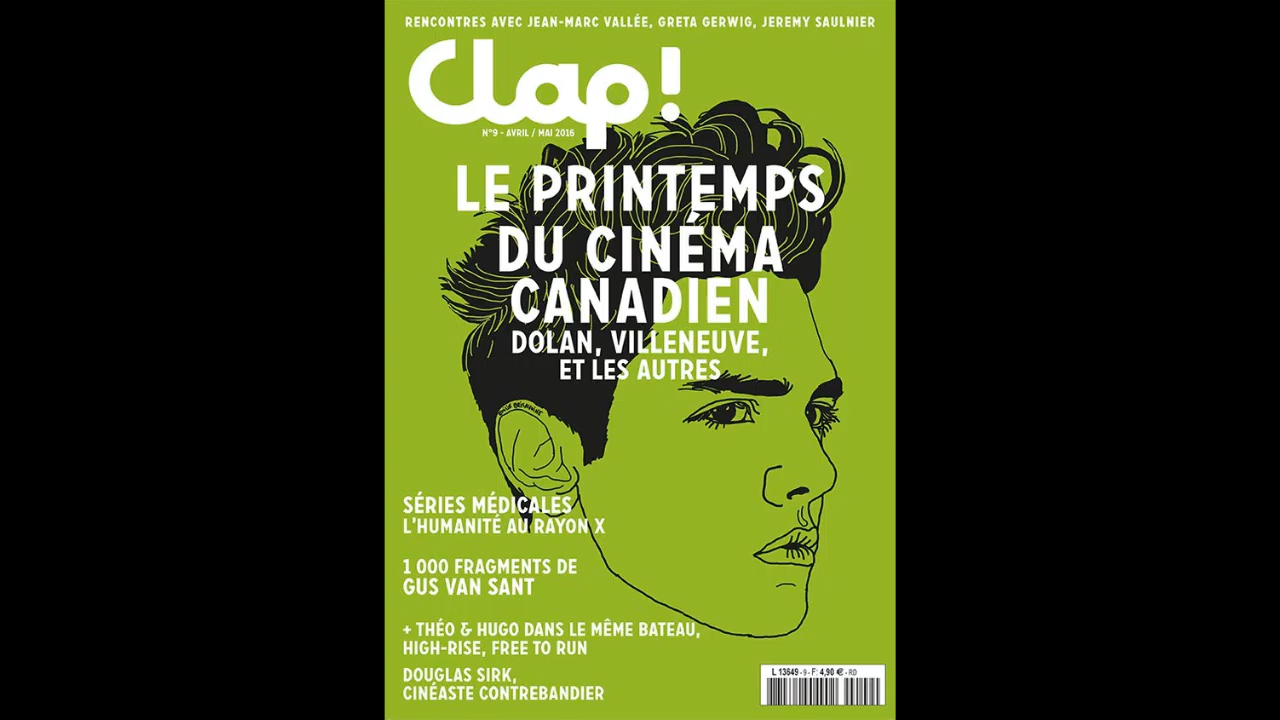 RENCONTRES AVEC JEAN-MARC VALLÉE, GRETA GERWIG, JEREMY SAULNIER
Clap!
N°9 - AVRIL / MAI 2016
LE PRINTEMPS
DU CINÉMA
CANADIEN
DOLAN, VILLENEUVE,
ET LES AUTRES
SÉRIES MÉDICALES
L'HUMANITÉ AU RAYON X
1 000 FRAGMENTS DE
GUS VAN SANT
+ THÉO & HUGO DANS LE MÊME BATEAU,
HIGH-RISE, FREE TO RUN
DOUGLAS SIRK,
CINÉASTE CONTREBANDIER
L 13649 - 9 - F: 4,90 € - RD